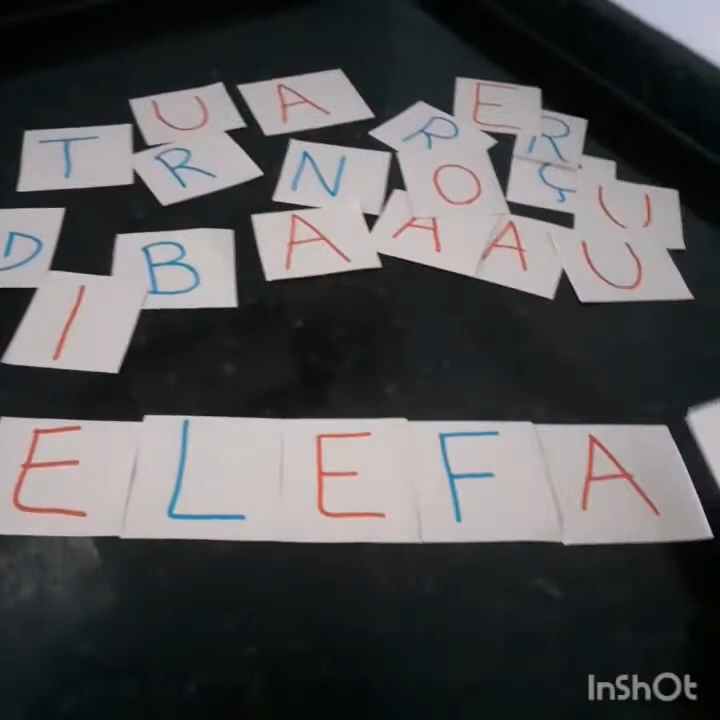 U A E
T R N R R
O Ç U
D B A A A U
I
E L E F A
InShOt